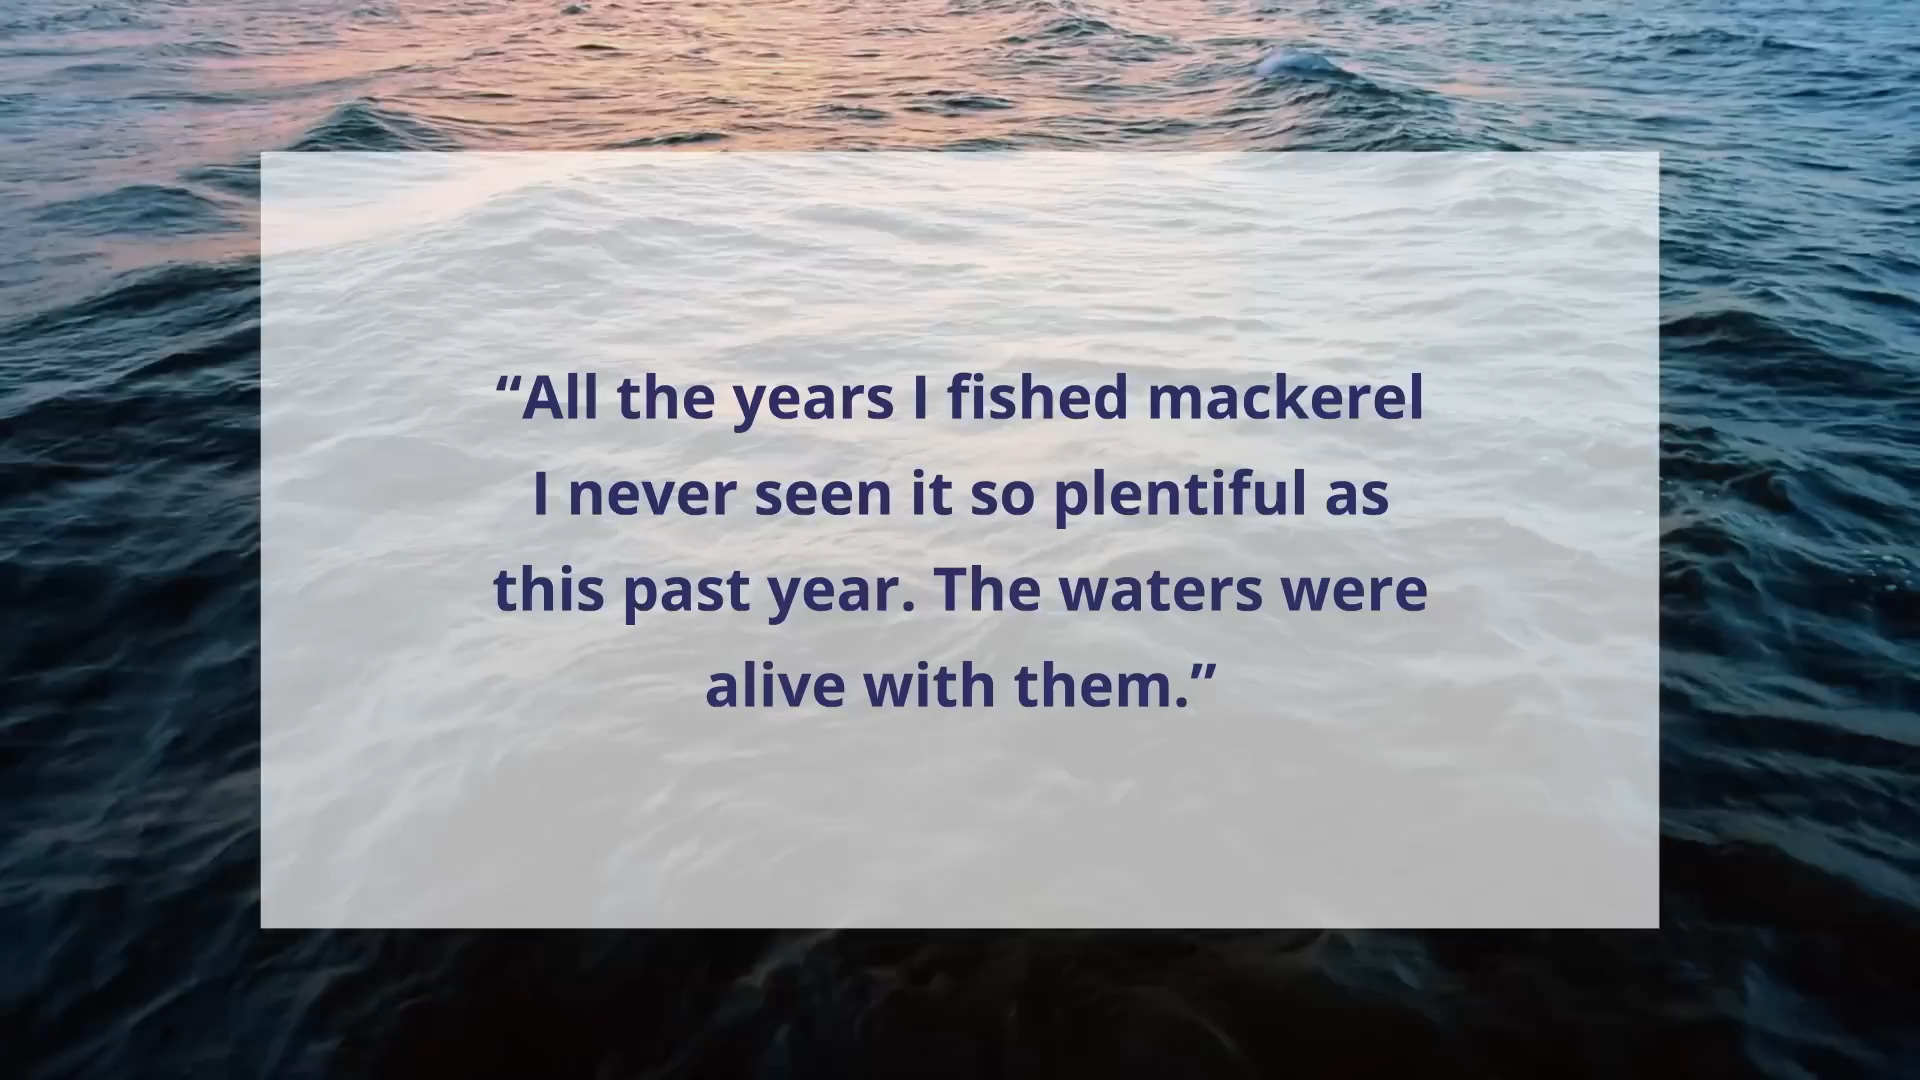 “All the years I fished mackerel
I never seen it so plentiful as
this past year. The waters were
alive with them.”